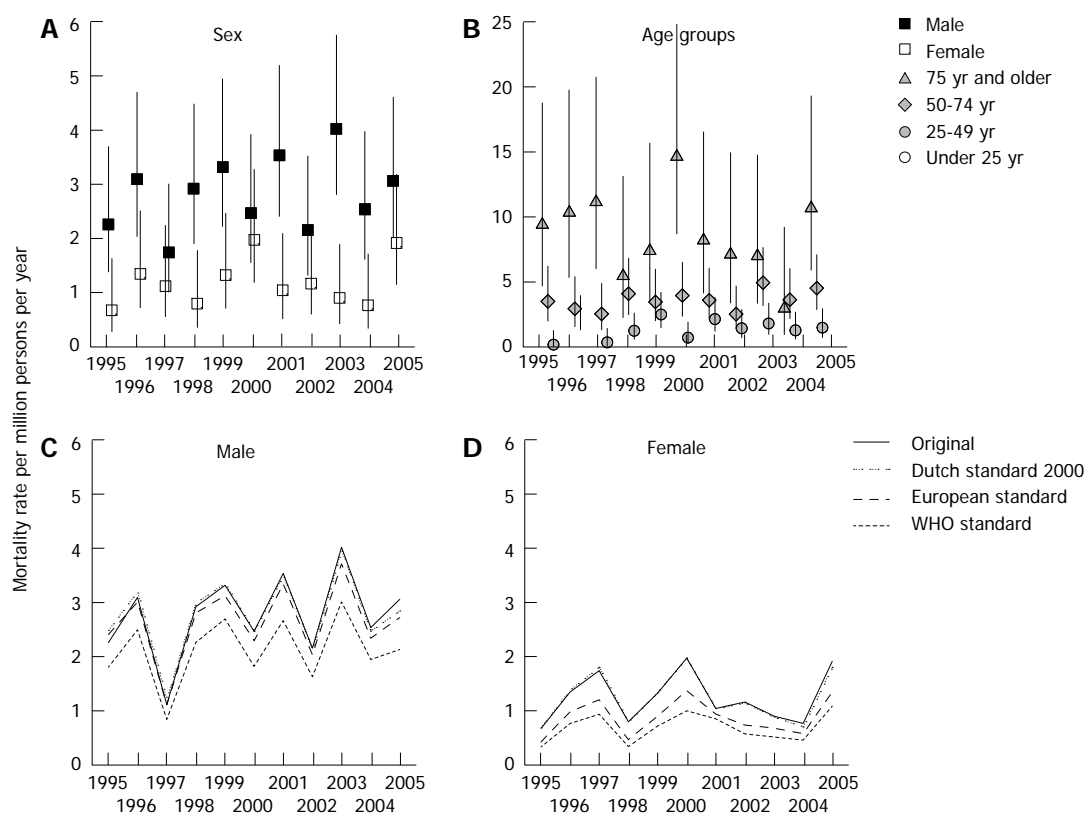 A
Sex
6
5
4
3
2
1
0
1995 1997 1999 2001 2003 2005
1996 1998 2000 2002 2004
B
Age groups
25
20
15
10
5
0
1995 1997 1999 2001 2003 2005
1996 1998 2000 2002 2004
Male
Female
75 yr and older
50-74 yr
25-49 yr
Under 25 yr
Mortality rate per million persons per year
C
Male
6
5
4
3
2
1
0
1995 1997 1999 2001 2003 2005
1996 1998 2000 2002 2004
D
Female
6
5
4
3
2
1
0
1995 1997 1999 2001 2003 2005
1996 1998 2000 2002 2004
Original
Dutch standard 2000
European standard
WHO standard